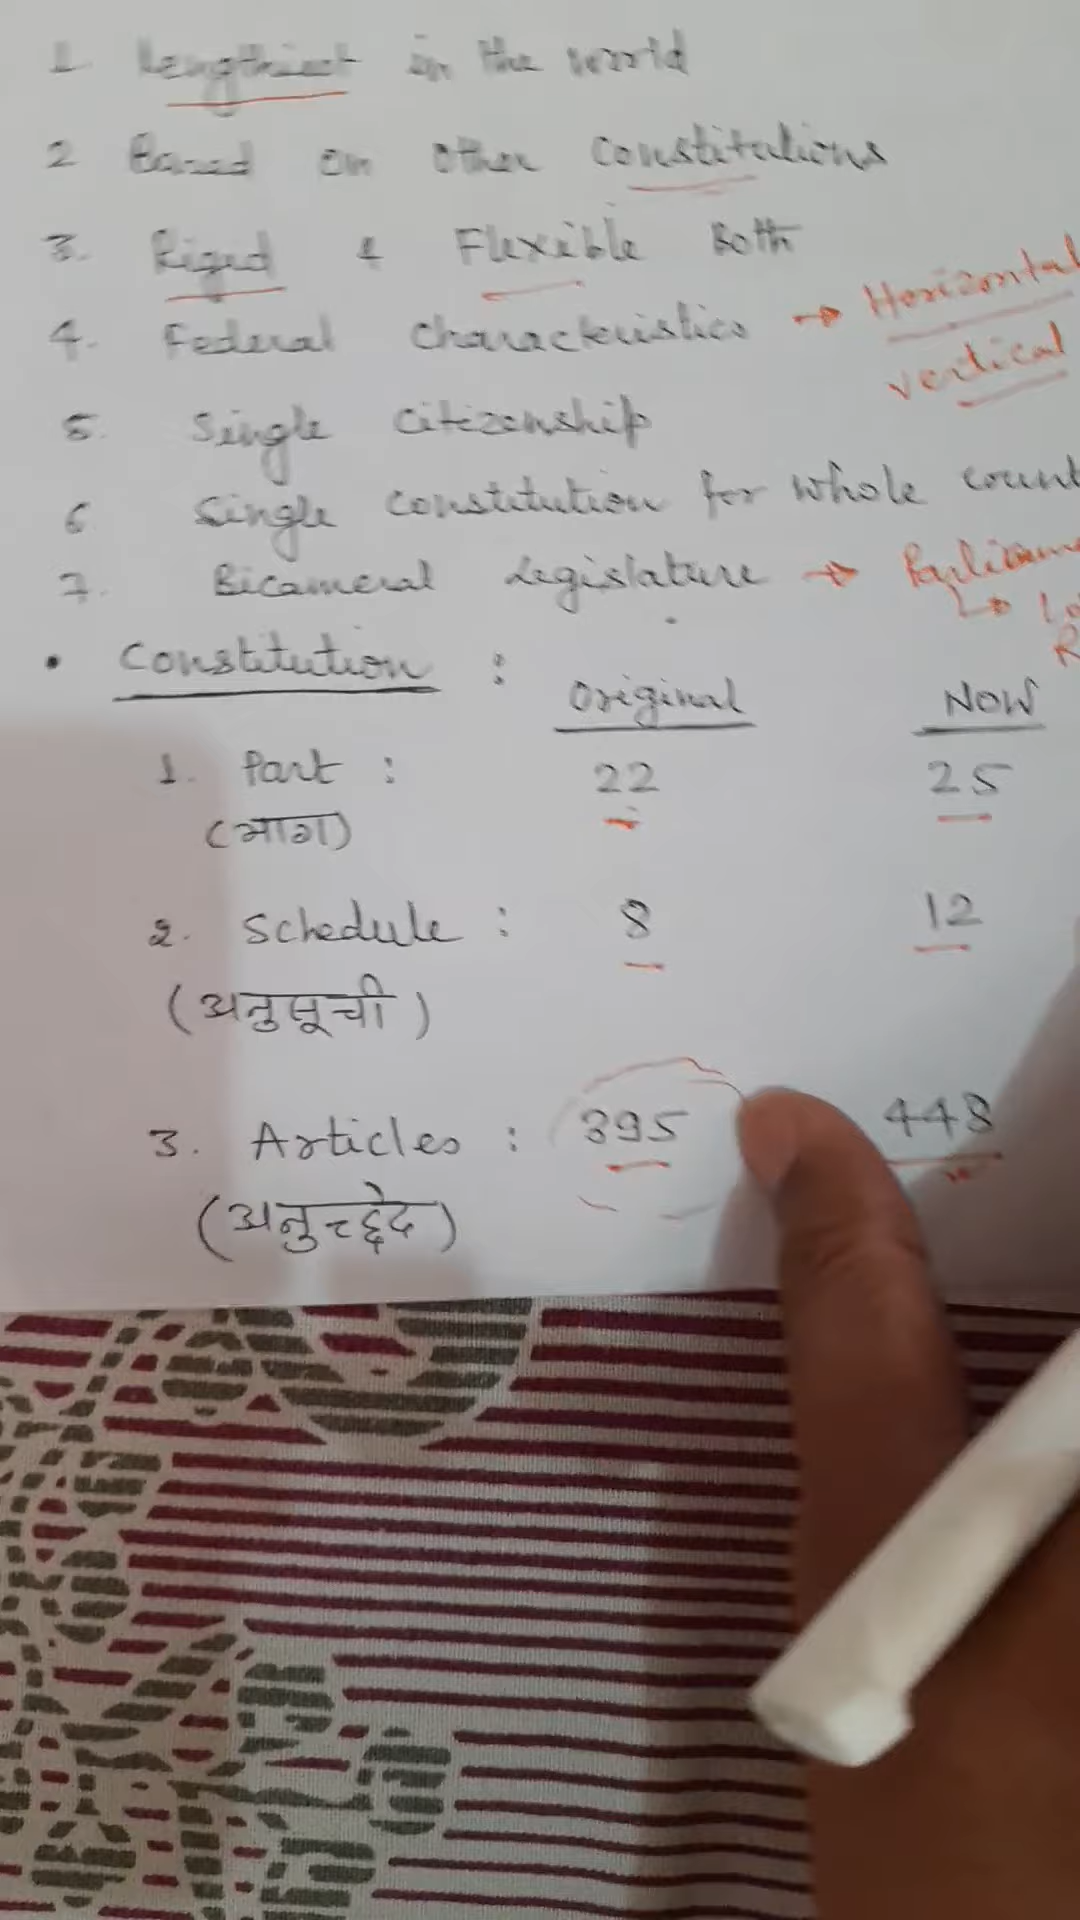 1 Lengthiest in the world
2 Based on other Constitutions
3. Rigid & Flexible Both
4. Federal Characteristics → Horizontal
vertical
5. Single Citizenship
6 Single Constitution for whole
7. Bicameral Legislature →
• Constitution :
Original NOW
1. Part : 22 25
(भाग)
2. Schedule : 8 12
(अनुसूची)
3. Articles : 395 448
(अनुच्छेद)